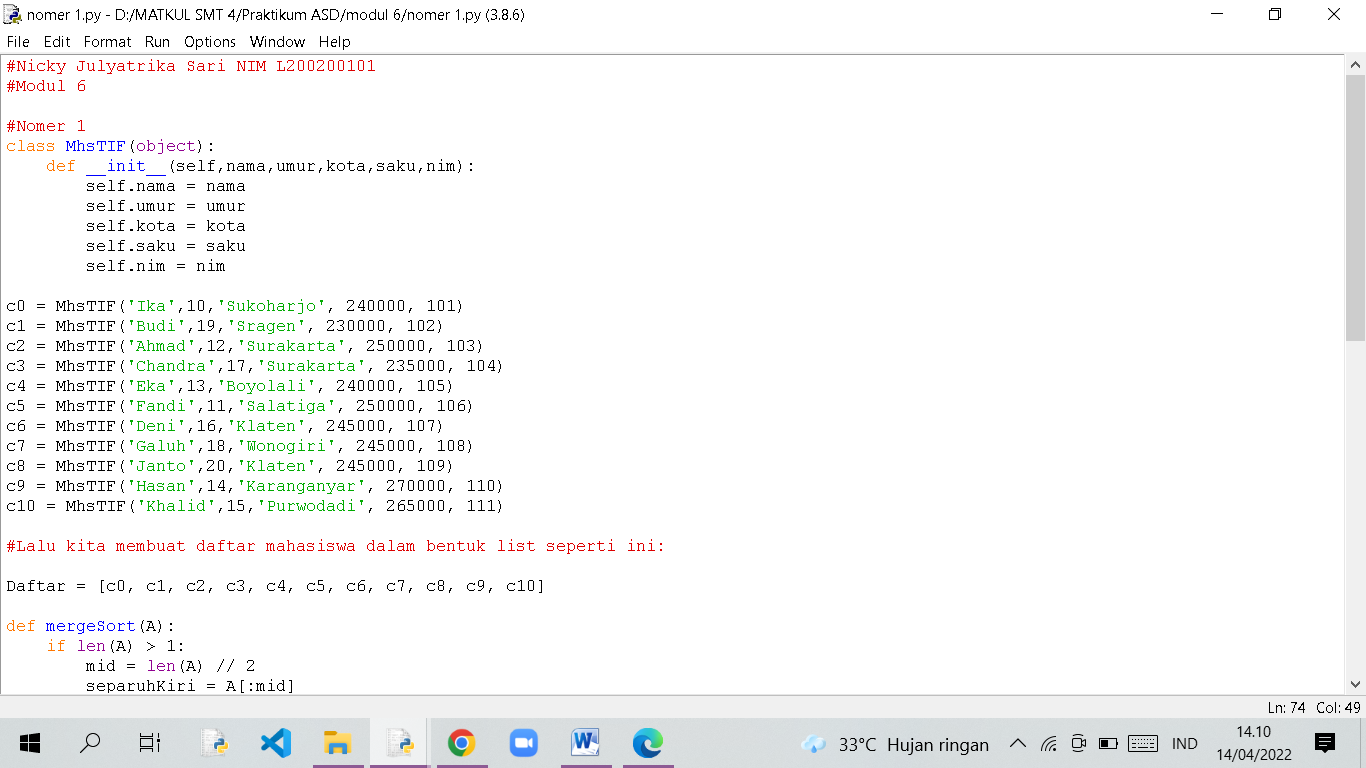 nomer 1.py - D:/MATKUL SMT 4/Praktikum ASD/modul 6/nomer 1.py (3.8.6)
File Edit Format Run Options Window Help
#Nicky Julyatrika Sari NIM L200200101
#Modul 6
#Nomer 1
class MhsTIF(object):
    def __init__(self,nama,umur,kota,saku,nim):
        self.nama = nama
        self.umur = umur
        self.kota = kota
        self.saku = saku
        self.nim = nim
c0 = MhsTIF('Ika',10,'Sukoharjo', 240000, 101)
c1 = MhsTIF('Budi',19,'Sragen', 230000, 102)
c2 = MhsTIF('Ahmad',12,'Surakarta', 250000, 103)
c3 = MhsTIF('Chandra',17,'Surakarta', 235000, 104)
c4 = MhsTIF('Eka',13,'Boyolali', 240000, 105)
c5 = MhsTIF('Fandi',11,'Salatiga', 250000, 106)
c6 = MhsTIF('Deni',16,'Klaten', 245000, 107)
c7 = MhsTIF('Galuh',18,'Wonogiri', 245000, 108)
c8 = MhsTIF('Janto',20,'Klaten', 245000, 109)
c9 = MhsTIF('Hasan',14,'Karanganyar', 270000, 110)
c10 = MhsTIF('Khalid',15,'Purwodadi', 265000, 111)
#Lalu kita membuat daftar mahasiswa dalam bentuk list seperti ini:
Daftar = [c0, c1, c2, c3, c4, c5, c6, c7, c8, c9, c10]
def mergeSort(A):
    if len(A) > 1:
        mid = len(A) // 2
        separuhKiri = A[:mid]
Ln: 74 Col: 49
33°C Hujan ringan
IND
14.10
14/04/2022